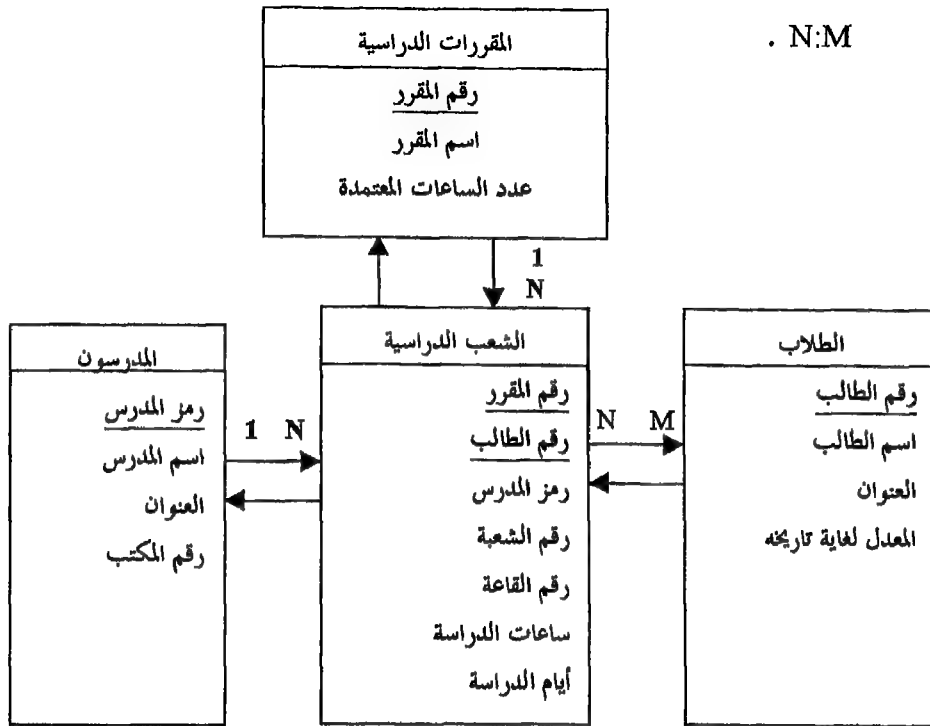 . N:M
المقررات الدراسية
رقم المقرر
اسم المقرر
عدد الساعات المعتمدة
1
N
الطلاب
رقم الطالب
اسم الطالب
العنوان
المعدل لغاية تاريخه
N M
الشعب الدراسية
رقم المقرر
رقم الطالب
رمز المدرس
رقم الشعبة
رقم القاعة
ساعات الدراسة
أيام الدراسة
1 N
المدرسون
رمز المدرس
اسم المدرس
العنوان
رقم المكتب